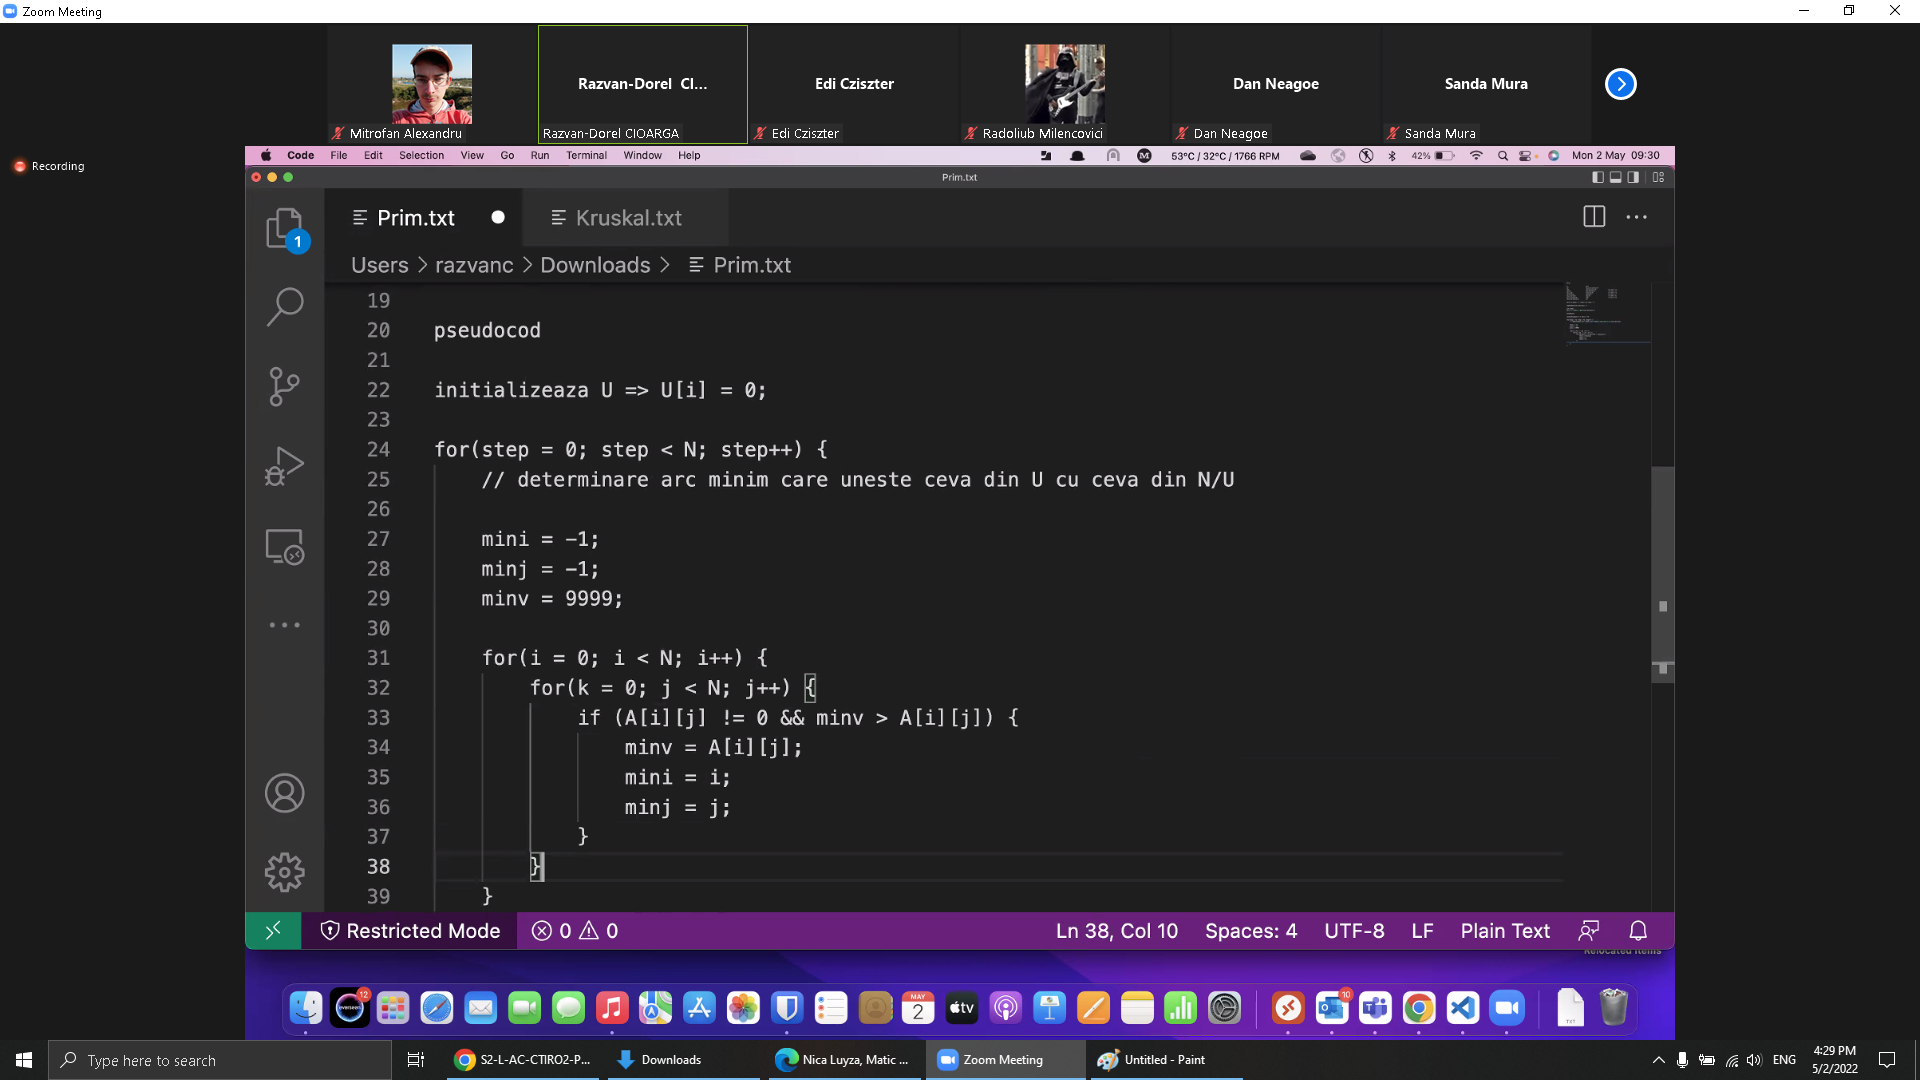 Zoom Meeting
Razvan-Dorel Cl...
Edi Cziszter
Dan Neagoe
Sanda Mura
Mitrofan Alexandru
Razvan-Dorel CIOARGA
Edi Cziszter
Radoliub Milencovici
Dan Neagoe
Sanda Mura
Recording
Code File Edit Selection View Go Run Terminal Window Help
53°C / 32°C / 1766 RPM 42% Mon 2 May 09:30
Prim.txt
Prim.txt
Kruskal.txt
Users > razvanc > Downloads > Prim.txt
19
20 pseudocod
21
22 initializeaza U => U[i] = 0;
23
24 for(step = 0; step < N; step++) {
25 // determinare arc minim care uneste ceva din U cu ceva din N/U
26
27 mini = -1;
28 minj = -1;
29 minv = 9999;
30
31 for(i = 0; i < N; i++) {
32 for(k = 0; j < N; j++) {
33 if (A[i][j] != 0 && minv > A[i][j]) {
34 minv = A[i][j];
35 mini = i;
36 minj = j;
37 }
38 }
39 }
1
Restricted Mode 0 0
Ln 38, Col 10 Spaces: 4 UTF-8 LF Plain Text
Relocated Items
12
MAY
2
tv
10
TXT
Type here to search
S2-L-AC-CTIRO2-P...
Downloads
Nica Luyza, Matic ...
Zoom Meeting
Untitled - Paint
ENG
4:29 PM
5/2/2022